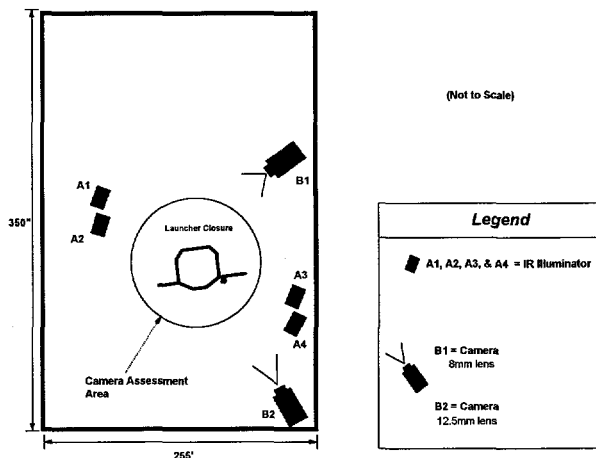 (Not to Scale)
B1
A1
A2
350"
Launcher Closure
A3
A4
Camera Assessment
Area
B2
255'
Legend
A1, A2, A3, & A4 = IR Illuminator
B1 = Camera
8mm lens
B2 = Camera
12.5mm lens